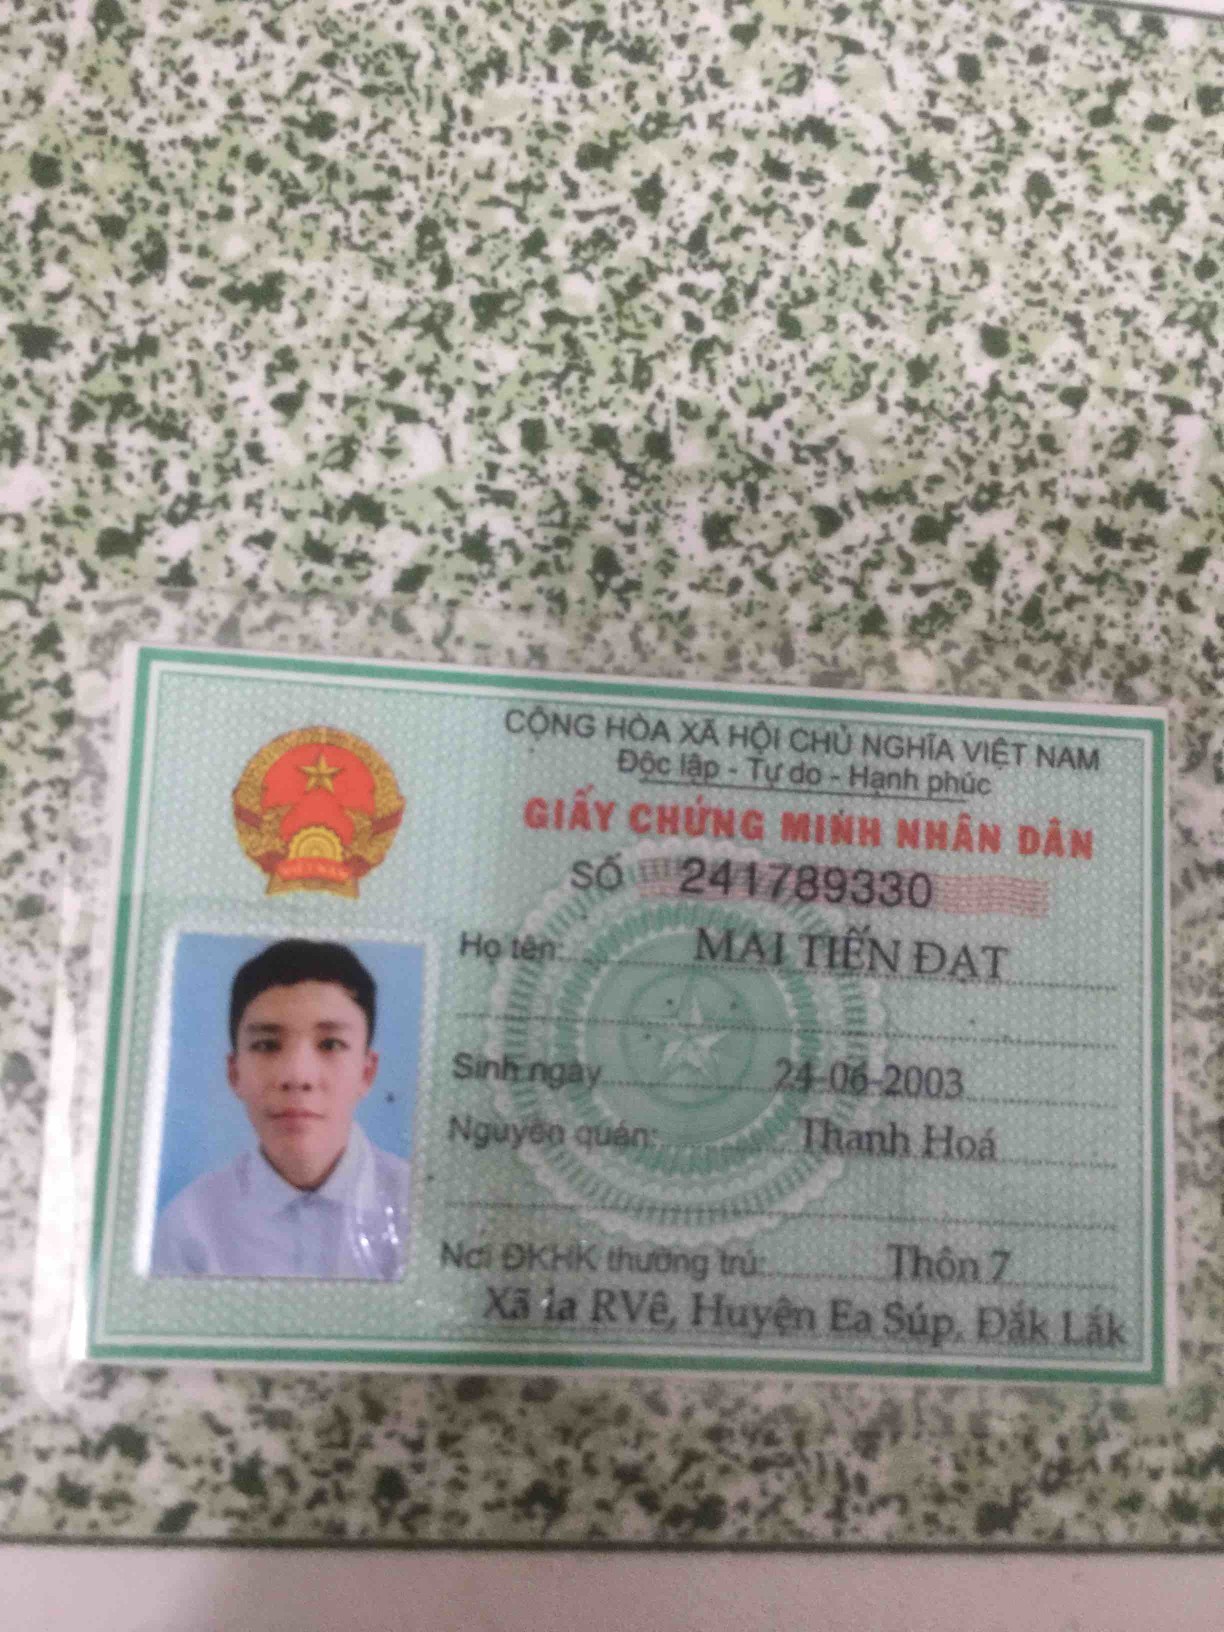 CỘNG HÒA XÃ HỘI CHỦ NGHĨA VIỆT NAM
Độc lập - Tự do - Hạnh phúc
GIẤY CHỨNG MINH NHÂN DÂN
SỐ 241789330
Họ tên: MAI TIẾN ĐẠT
Sinh ngày 24-06-2003
Nguyên quán: Thanh Hoá
Nơi ĐKHK thường trú: Thôn 7
Xã Ia RVê, Huyện Ea Súp, Đắk Lắk
VIỆT NAM